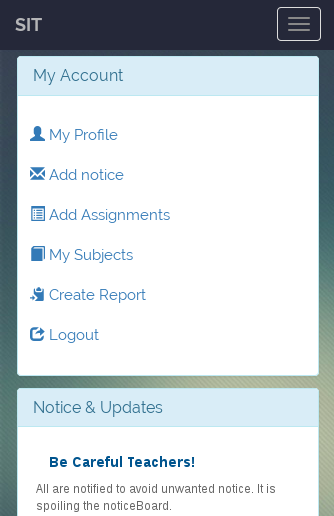 SIT
My Account
My Profile
Add notice
Add Assignments
My Subjects
Create Report
Logout
Notice & Updates
Be Careful Teachers!
All are notified to avoid unwanted notice. It is
spoiling the noticeBoard.